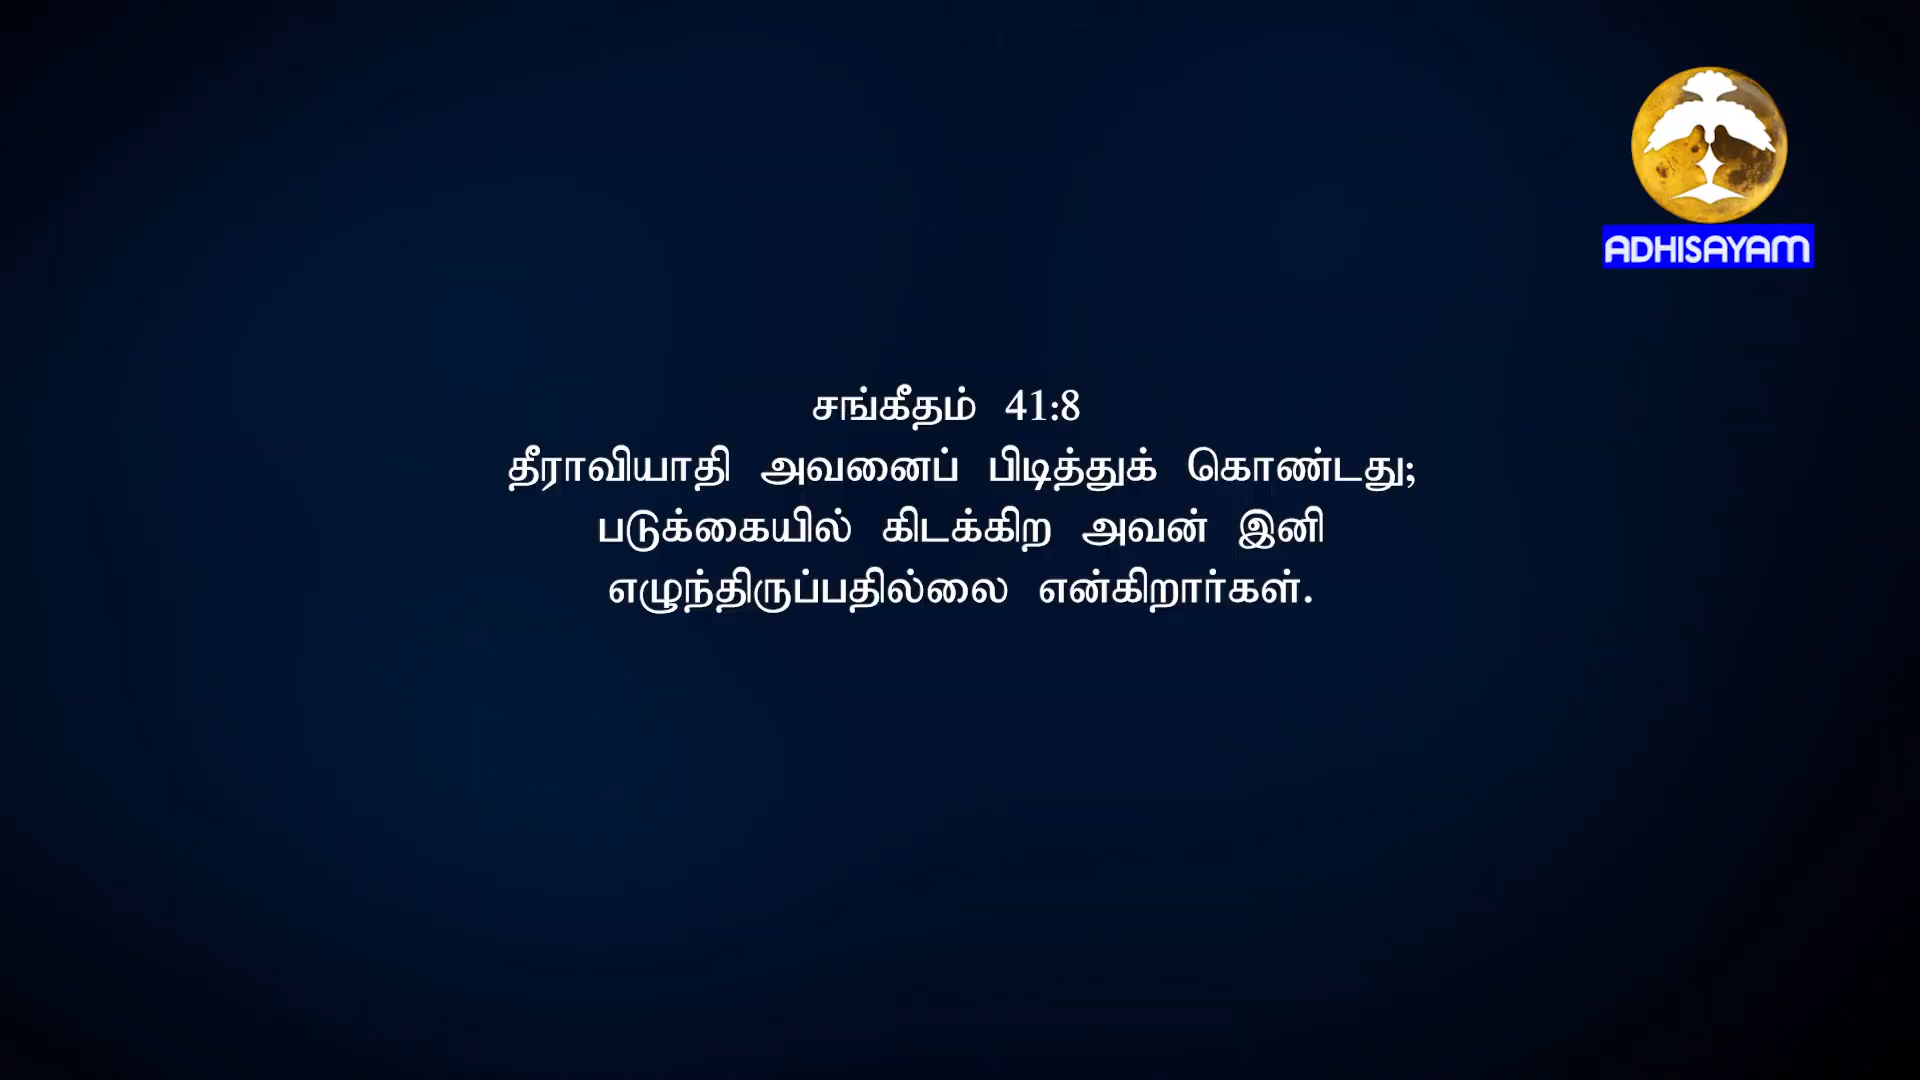 ADHISAYAM
சங்கீதம் 41:8
தீராவியாதி அவனைப் பிடித்துக் கொண்டது;
படுக்கையில் கிடக்கிற அவன் இனி
எழுந்திருப்பதில்லை என்கிறார்கள்.